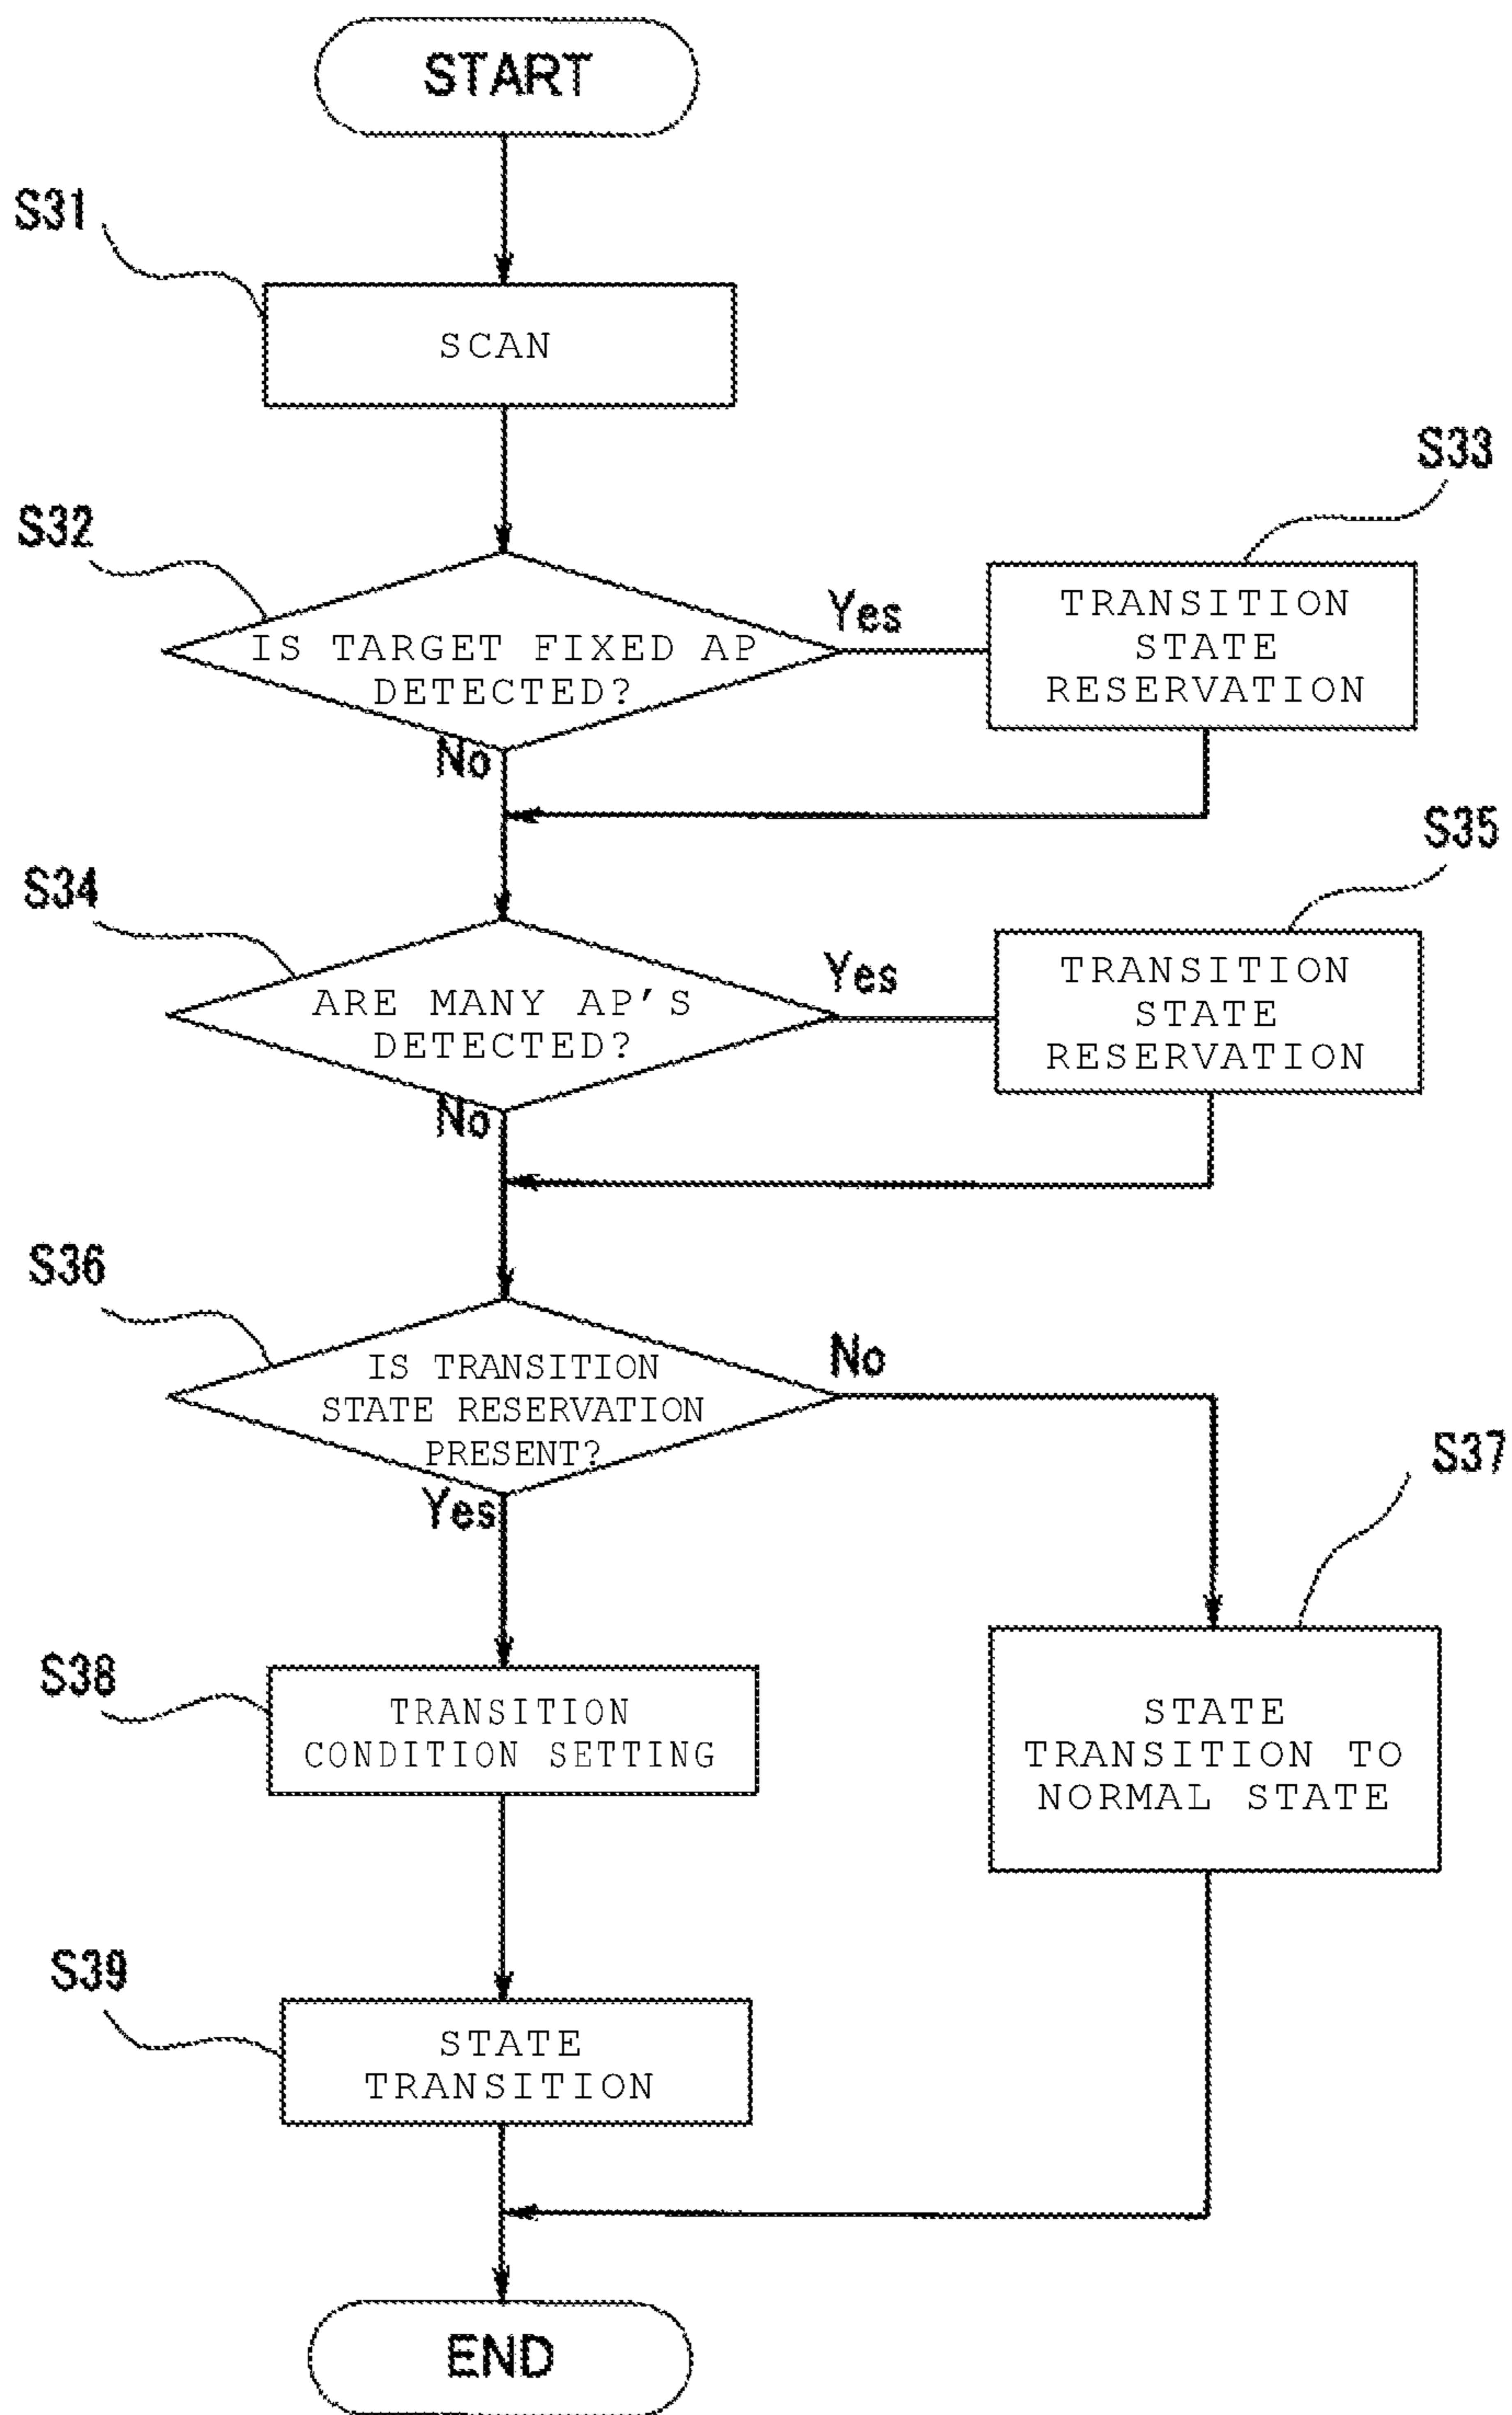 START
S31
SCAN
S33
S32
Yes
TRANSITION
STATE
RESERVATION
IS TARGET FIXED AP
DETECTED?
No
S35
S34
Yes
TRANSITION
STATE
RESERVATION
ARE MANY AP'S
DETECTED?
No
S36
No
IS TRANSITION
STATE RESERVATION
PRESENT?
Yes
S37
S38
TRANSITION
CONDITION SETTING
STATE
TRANSITION TO
NORMAL STATE
S39
STATE
TRANSITION
END